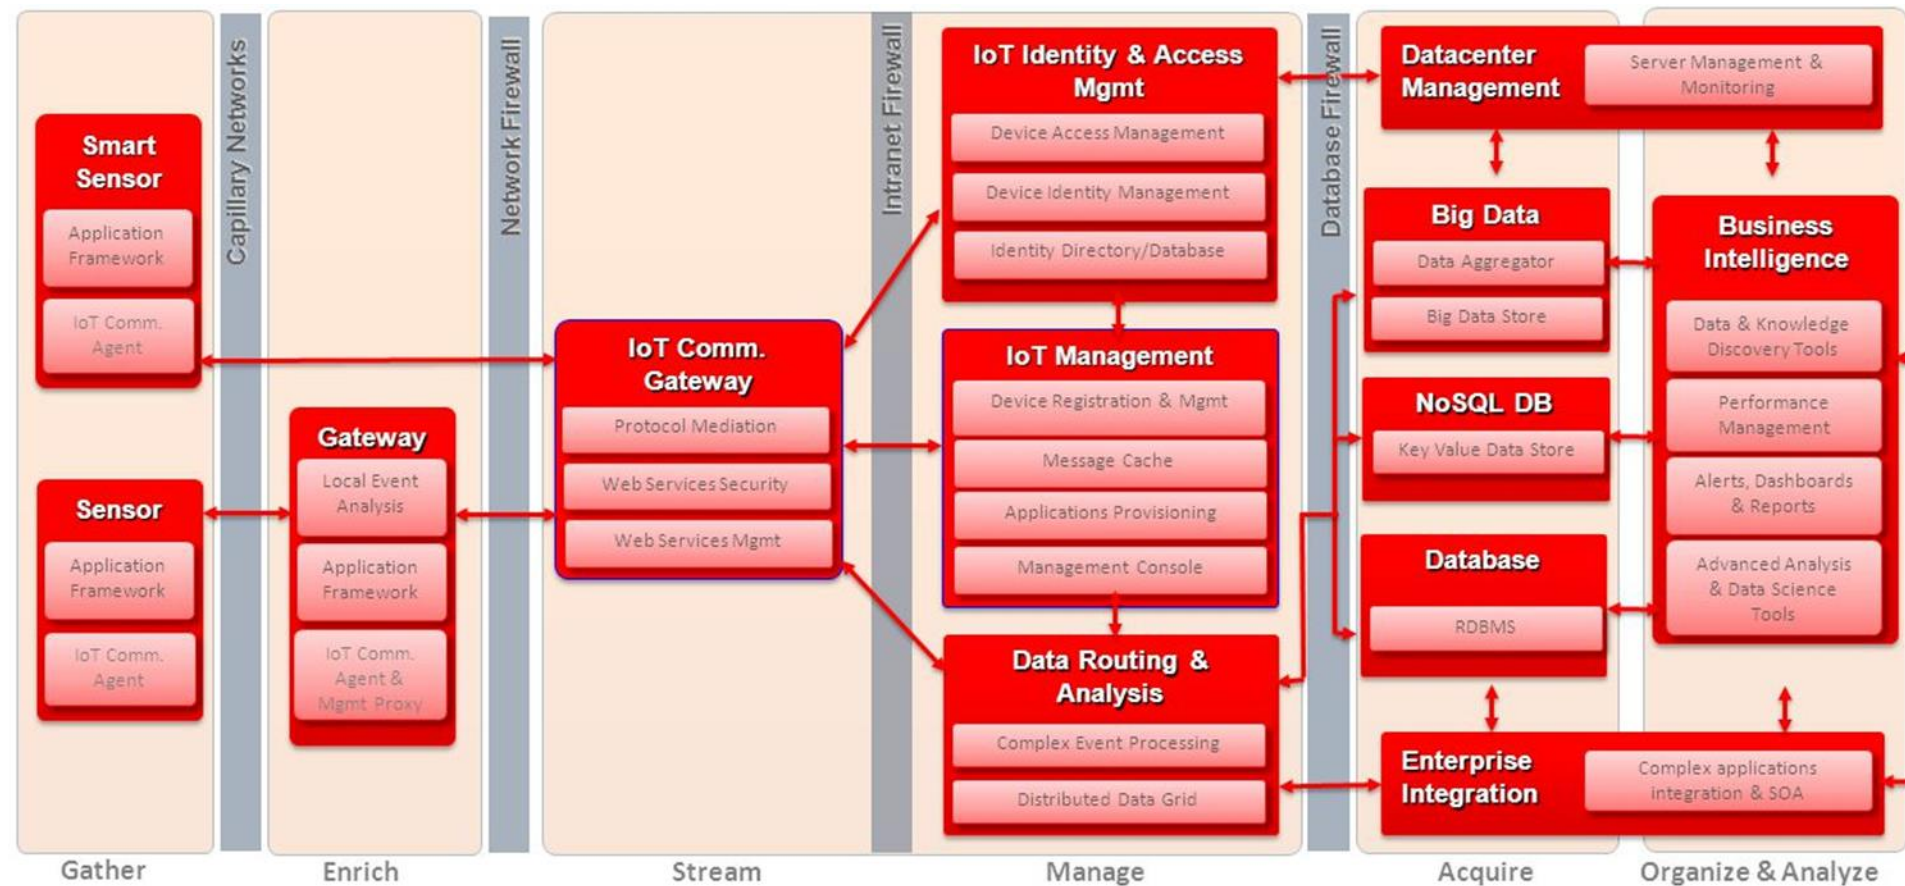 Smart
Sensor
Application
Framework
IoT Comm.
Agent
Sensor
Application
Framework
IoT Comm.
Agent
Gather
Capillary Networks
Gateway
Local Event
Analysis
Application
Framework
IoT Comm.
Agent &
Mgmt Proxy
Enrich
Network Firewall
IoT Comm.
Gateway
Protocol Mediation
Web Services Security
Web Services Mgmt
Stream
Intranet Firewall
IoT Identity & Access
Mgmt
Device Access Management
Device Identity Management
Identity Directory/Database
IoT Management
Device Registration & Mgmt
Message Cache
Applications Provisioning
Management Console
Data Routing &
Analysis
Complex Event Processing
Distributed Data Grid
Manage
Database Firewall
Datacenter
Management
Server Management &
Monitoring
Big Data
Data Aggregator
Big Data Store
NoSQL DB
Key Value Data Store
Database
RDBMS
Enterprise
Integration
Complex applications
integration & SOA
Acquire
Business
Intelligence
Data & Knowledge
Discovery Tools
Performance
Management
Alerts, Dashboards
& Reports
Advanced Analysis
& Data Science
Tools
Organize & Analyze